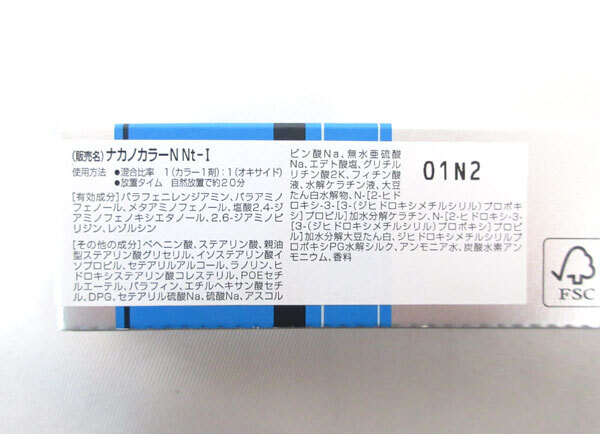 (販売名) ナカノカラーN Nt-I
使用方法 ●混合比率 1(カラー1剤):1(オキサイド)
●放置タイム 自然放置で約20分
[有効成分] パラフェニレンジアミン、パラアミノ
フェノール、メタアミノフェノール、塩酸2,4-ジ
アミノフェノキシエタノール、2,6-ジアミノピ
リジン、レゾルシン
[その他の成分] ベヘニン酸、ステアリン酸、親油
型ステアリン酸グリセリル、イソステアリン酸イ
ソプロピル、セテアリルアルコール、ラノリン、ヒ
ドロキシステアリン酸コレステリル、POEセチ
ルエーテル、パラフィン、エチルヘキサン酸セチ
ル、DPG、セテアリル硫酸Na、硫酸Na、アスコル
ビン酸Na、無水亜硫酸
Na、エデト酸塩、グリチル
リチン酸2K、フィチン酸
液、水解ケラチン液、大豆
たん白水解物、N-[2-ヒド
ロキシ-3-[3-(ジヒドロキシメチルシリル)プロポキ
シ]プロピル]加水分解ケラチン、N-[2-ヒドロキシ-3-
[3-(ジヒドロキシメチルシリル)プロポキシ]プロピ
ル]加水分解大豆たん白、ジヒドロキシメチルシリルプ
ロポキシPG水解シルク、アンモニア水、炭酸水素アン
モニウム、香料
01N2
FSC